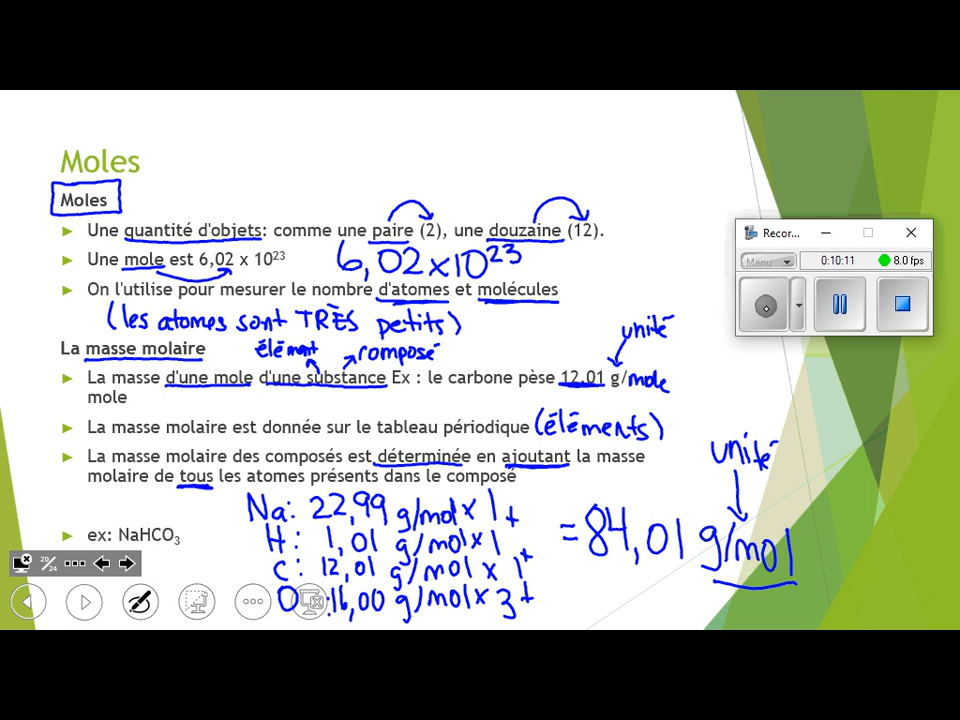 Moles
Moles
► Une quantité d'objets: comme une paire (2), une douzaine (12).
► Une mole est 6,02 x 10²³ 6,02x10²³
► On l'utilise pour mesurer le nombre d'atomes et molécules
(les atomes sont TRÈS petits)
unité
La masse molaire élément composé
► La masse d'une mole d'une substance Ex : le carbone pèse 12,01 g/mole
mole
► La masse molaire est donnée sur le tableau périodique (éléments)
► La masse molaire des composés est déterminée en ajoutant la masse
molaire de tous les atomes présents dans le composé
unité
► ex: NaHCO₃
Na: 22,99 g/mol x 1 +
H: 1,01 g/mol x 1 +
C: 12,01 g/mol x 1 +
O:16,00 g/mol x 3 +
= 84,01 g/mol
20/24
Recor...
Menu
0:10:11
8.0 fps